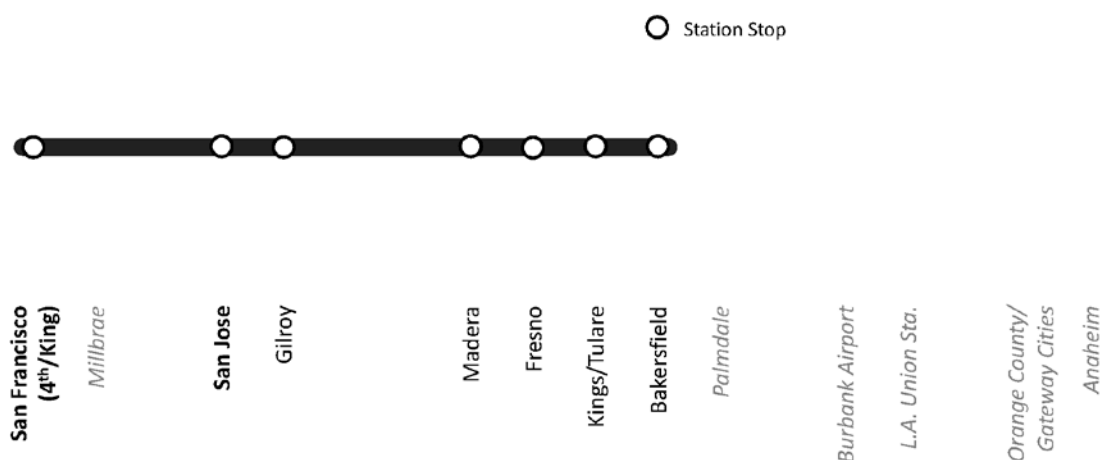 Station Stop
San Francisco
(4th/King)
Millbrae
San Jose
Gilroy
Madera
Fresno
Kings/Tulare
Bakersfield
Palmdale
Burbank Airport
L.A. Union Sta.
Orange County/
Gateway Cities
Anaheim